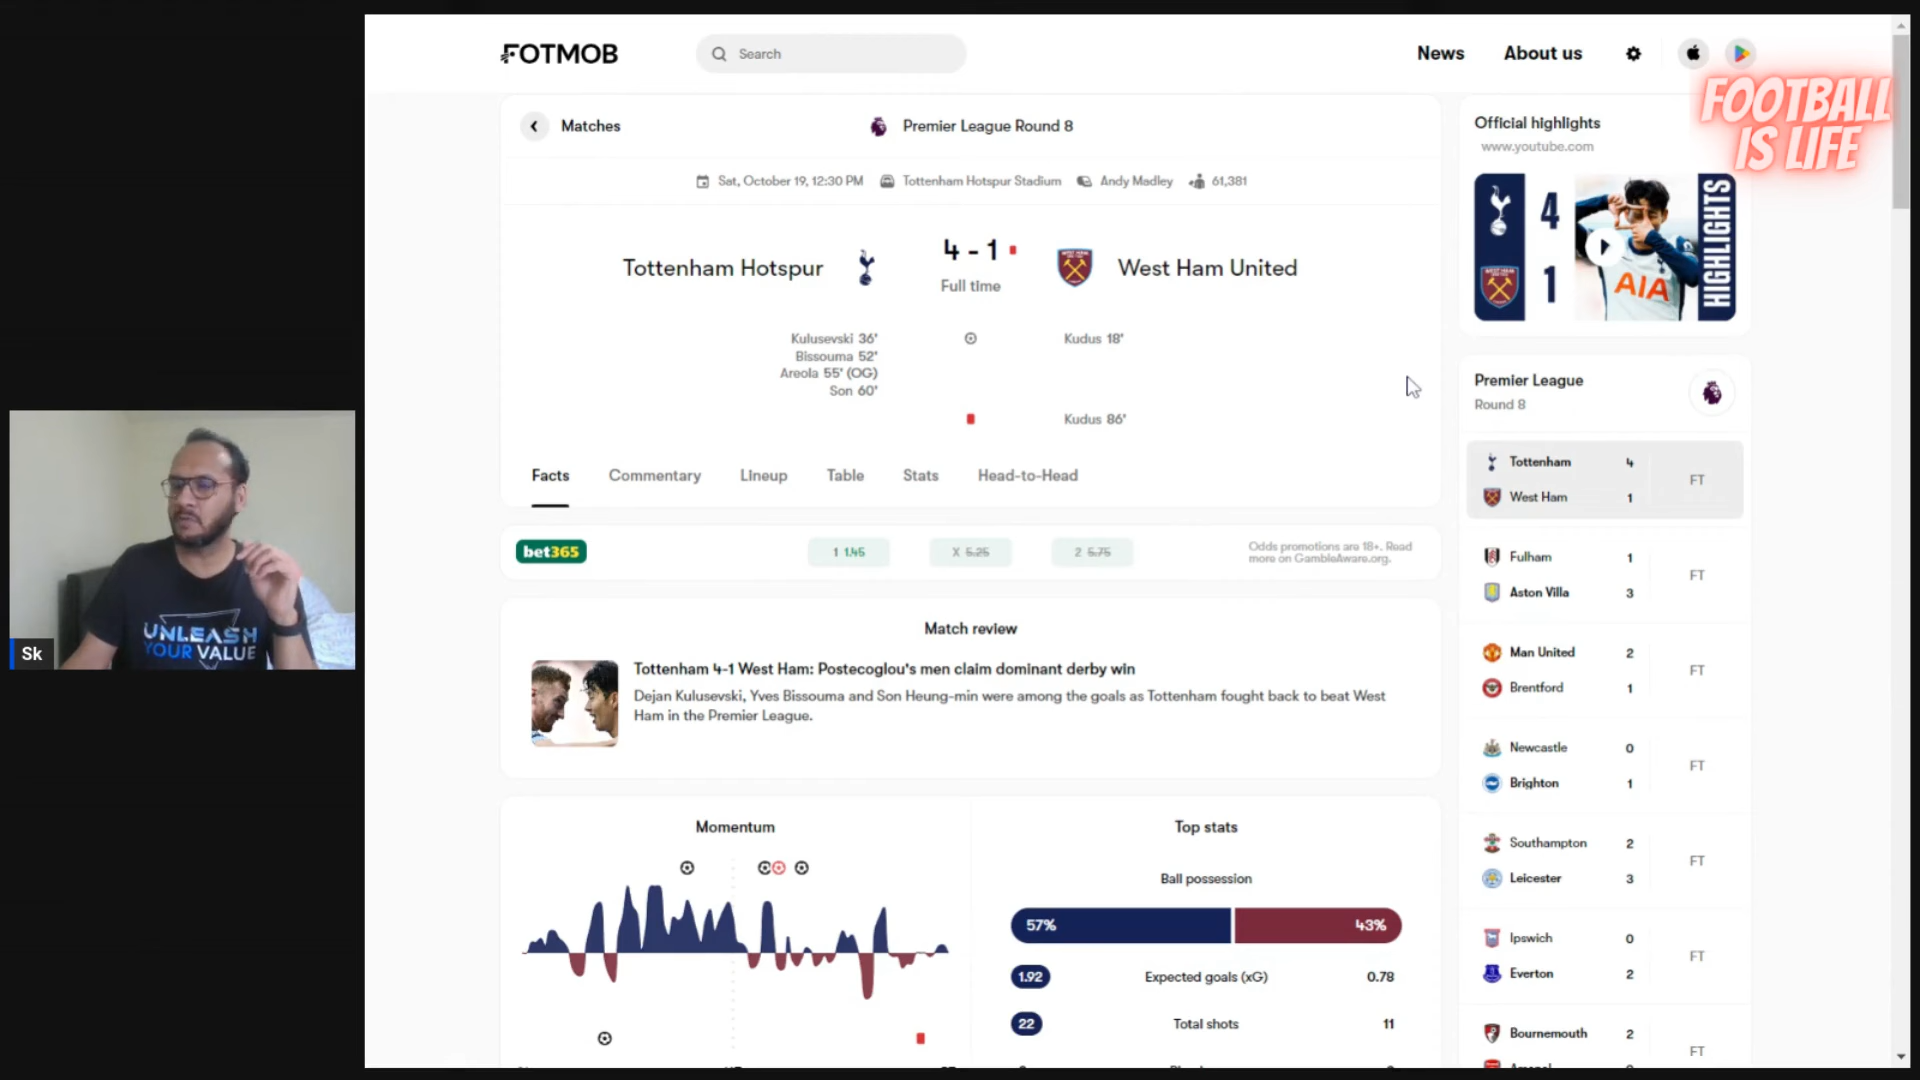 FOTMOB
Search
News
About us
FOOTBALL
IS LIFE
Matches
Premier League Round 8
Sat, October 19, 12:30 PM
Tottenham Hotspur Stadium
Andy Madley
61,381
Tottenham Hotspur
4 - 1
Full time
West Ham United
Kulusevski 36'
Bissouma 52'
Areola 55' (OG)
Son 60'
Kudus 18'
Kudus 86'
Facts
Commentary
Lineup
Table
Stats
Head-to-Head
bet365
1 1.45
X 5.25
2 5.75
Odds promotions are 18+. Read
more on GambleAware.org.
Match review
Tottenham 4-1 West Ham: Postecoglou's men claim dominant derby win
Dejan Kulusevski, Yves Bissouma and Son Heung-min were among the goals as Tottenham fought back to beat West
Ham in the Premier League.
Momentum
Top stats
Ball possession
57%
43%
1.92
Expected goals (xG)
0.78
22
Total shots
11
Official highlights
www.youtube.com
4
1
AIA
HIGHLIGHTS
Premier League
Round 8
Tottenham 4
West Ham 1
FT
Fulham 1
Aston Villa 3
FT
Man United 2
Brentford 1
FT
Newcastle 0
Brighton 1
FT
Southampton 2
Leicester 3
FT
Ipswich 0
Everton 2
FT
Bournemouth 2
FT
UNLEASH
YOUR VALUE
Sk